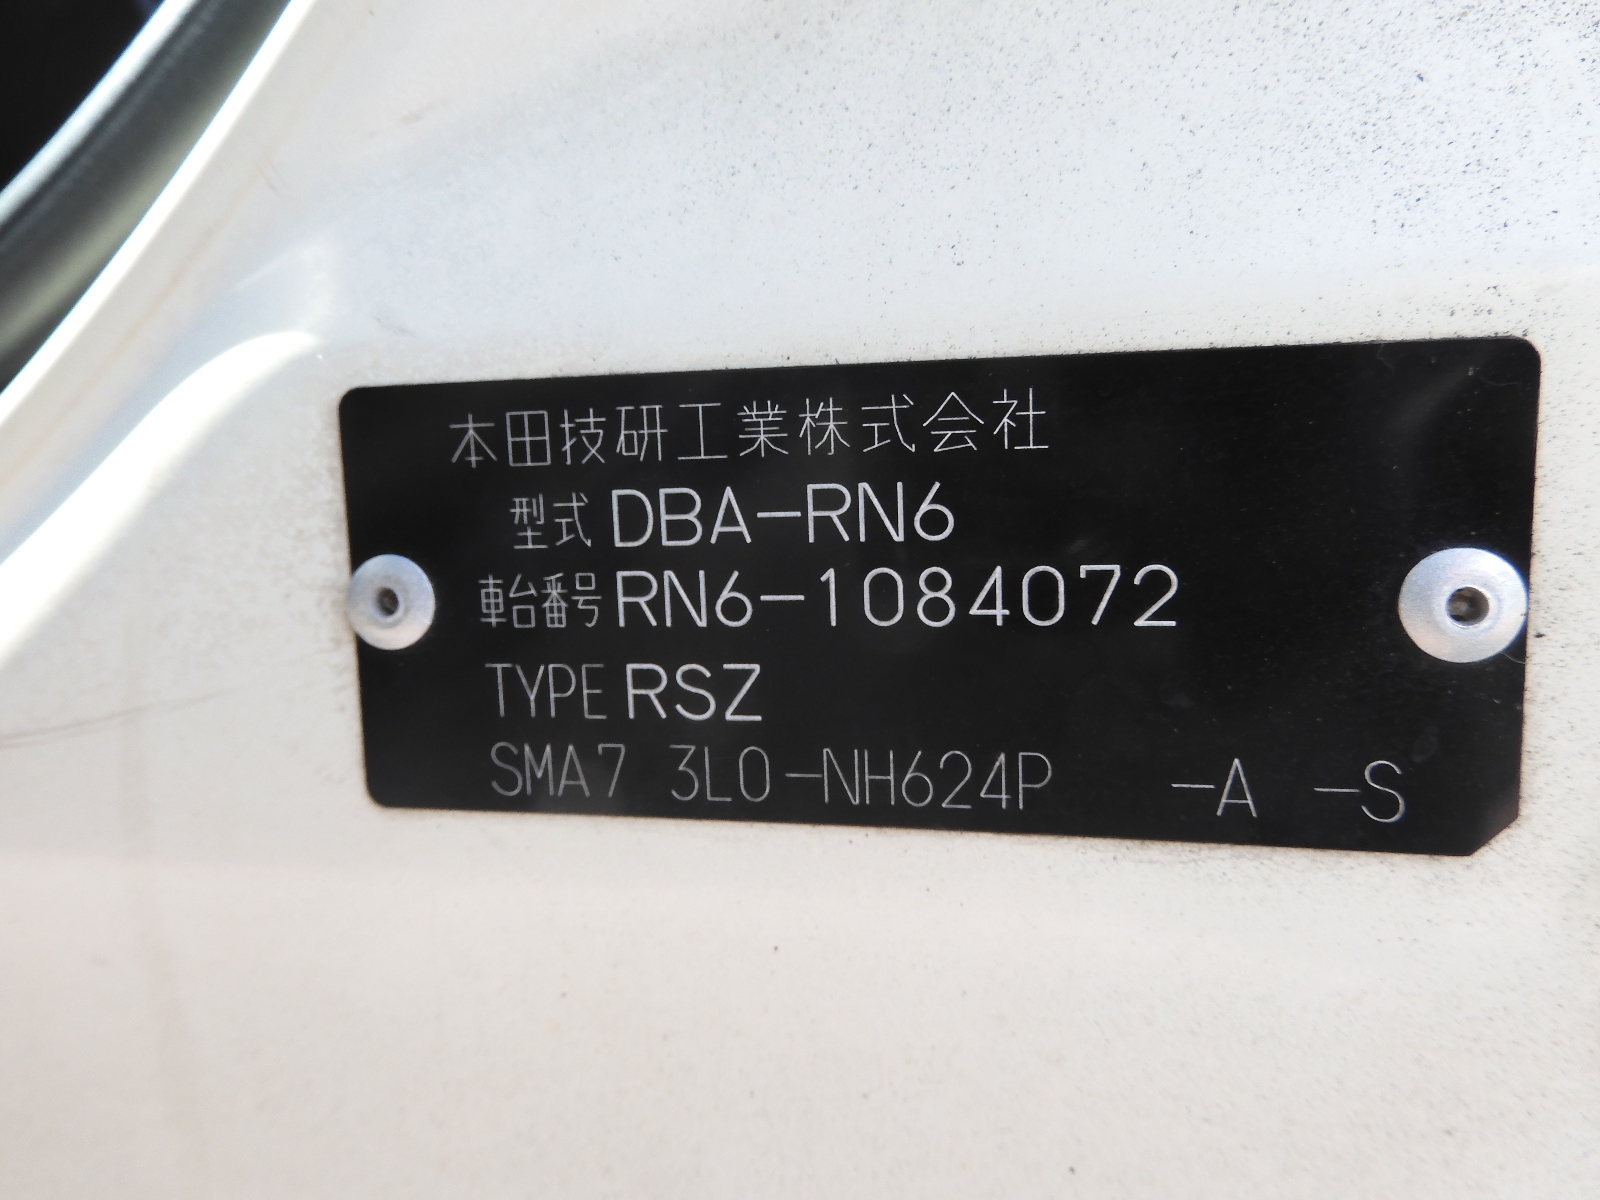 本田技研工業株式会社
型式 DBA-RN6
車台番号 RN6-1084072
TYPE RSZ
SMA7 3L0-NH624P -A -S